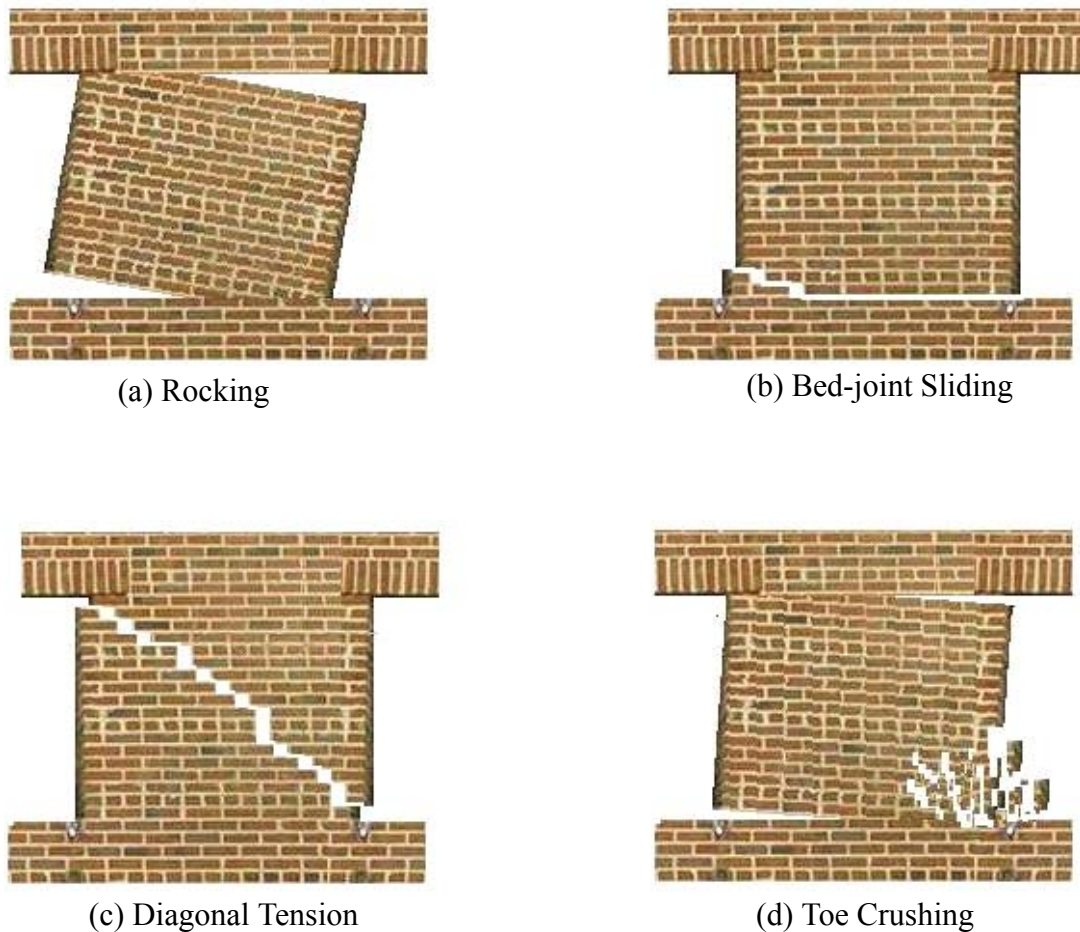 (a) Rocking
(b) Bed-joint Sliding
(c) Diagonal Tension
(d) Toe Crushing